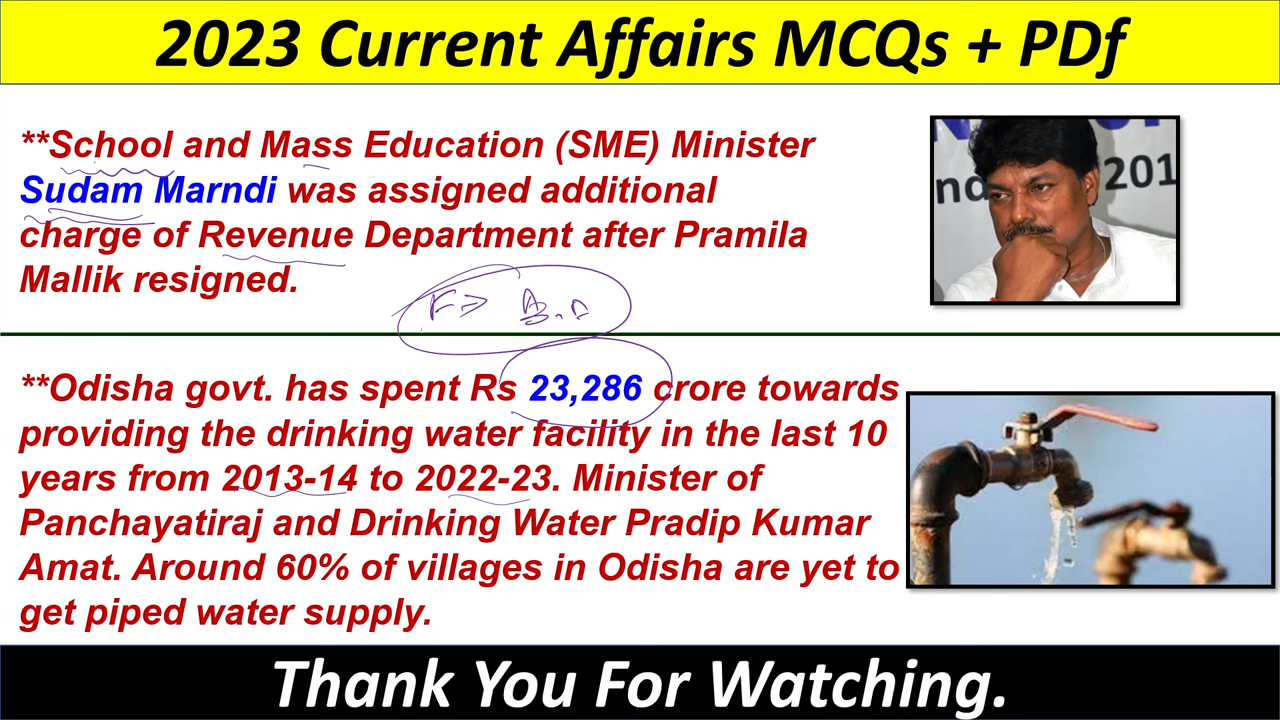 2023 Current Affairs MCQs + PDf
**School and Mass Education (SME) Minister
Sudam Marndi was assigned additional
charge of Revenue Department after Pramila
Mallik resigned.
201
**Odisha govt. has spent Rs 23,286 crore towards
providing the drinking water facility in the last 10
years from 2013-14 to 2022-23. Minister of
Panchayatiraj and Drinking Water Pradip Kumar
Amat. Around 60% of villages in Odisha are yet to
get piped water supply.
Thank You For Watching.